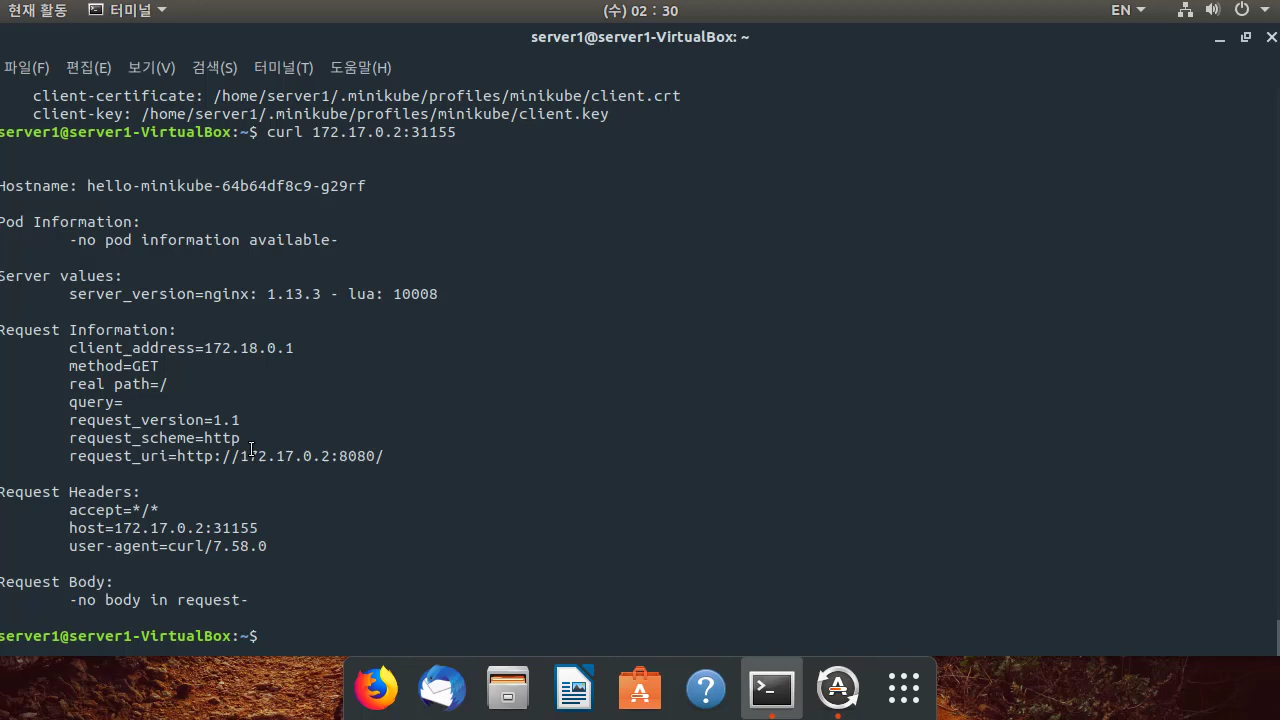 현재 활동 터미널 (수) 02 : 30 EN
server1@server1-VirtualBox: ~
파일(F) 편집(E) 보기(V) 검색(S) 터미널(T) 도움말(H)
client-certificate: /home/server1/.minikube/profiles/minikube/client.crt
client-key: /home/server1/.minikube/profiles/minikube/client.key
server1@server1-VirtualBox:~$ curl 172.17.0.2:31155
Hostname: hello-minikube-64b64df8c9-g29rf
Pod Information:
-no pod information available-
Server values:
server_version=nginx: 1.13.3 - lua: 10008
Request Information:
client_address=172.18.0.1
method=GET
real path=/
query=
request_version=1.1
request_scheme=http
request_uri=http://172.17.0.2:8080/
Request Headers:
accept=*/*
host=172.17.0.2:31155
user-agent=curl/7.58.0
Request Body:
-no body in request-
server1@server1-VirtualBox:~$